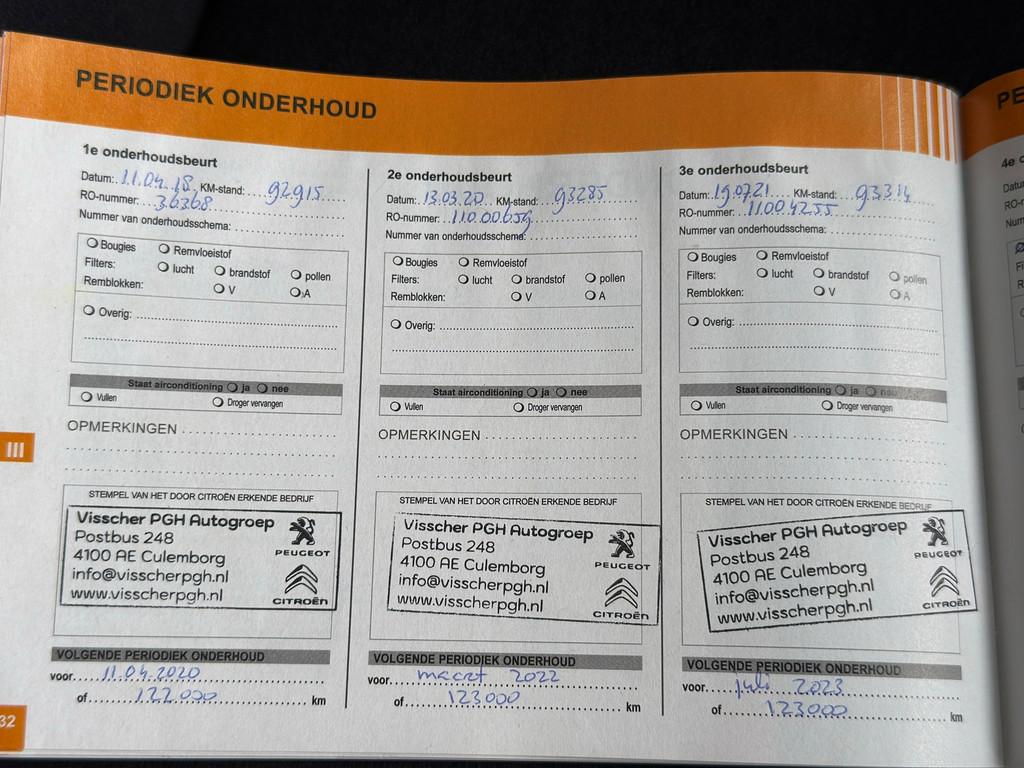 PERIODIEK ONDERHOUD
1e onderhoudsbeurt
Datum: 11.04.18 KM-stand: 92915
RO-nummer: 36368
Nummer van onderhoudsschema:
Bougies Remvloeistof
Filters: lucht brandstof pollen
Remblokken: V A
Overig:
Staat airconditioning ja nee
Vullen Droger vervangen
OPMERKINGEN
STEMPEL VAN HET DOOR CITROËN ERKENDE BEDRIJF
Visscher PGH Autogroep
Postbus 248
4100 AE Culemborg
PEUGEOT
info@visscherpgh.nl
www.visscherpgh.nl
CITROËN
VOLGENDE PERIODIEK ONDERHOUD
voor 11.04.2020
of 122.000 km
2e onderhoudsbeurt
Datum: 13.03.20 KM-stand: 93285
RO-nummer: 110.00659
Nummer van onderhoudsschema:
Bougies Remvloeistof
Filters: lucht brandstof pollen
Remblokken: V A
Overig:
Staat airconditioning ja nee
Vullen Droger vervangen
OPMERKINGEN
STEMPEL VAN HET DOOR CITROËN ERKENDE BEDRIJF
Visscher PGH Autogroep
Postbus 248
4100 AE Culemborg
PEUGEOT
info@visscherpgh.nl
www.visscherpgh.nl
CITROËN
VOLGENDE PERIODIEK ONDERHOUD
voor maart 2022
of 123000 km
3e onderhoudsbeurt
Datum: 19.07.21 KM-stand: 93314
RO-nummer: 11004255
Nummer van onderhoudsschema:
Bougies Remvloeistof
Filters: lucht brandstof pollen
Remblokken: V A
Overig:
Staat airconditioning ja nee
Vullen Droger vervangen
OPMERKINGEN
STEMPEL VAN HET DOOR CITROËN ERKENDE BEDRIJF
Visscher PGH Autogroep
Postbus 248
4100 AE Culemborg
PEUGEOT
info@visscherpgh.nl
www.visscherpgh.nl
CITROËN
VOLGENDE PERIODIEK ONDERHOUD
voor juli 2023
of 123000 km
III
32
PE
4e